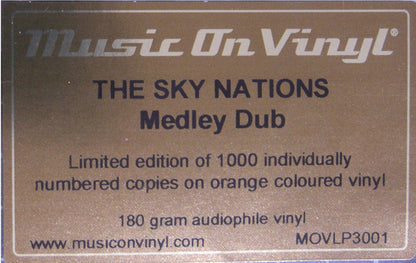 Music On Vinyl®
THE SKY NATIONS
Medley Dub
Limited edition of 1000 individually
numbered copies on orange coloured vinyl
180 gram audiophile vinyl
www.musiconvinyl.com MOVLP3001